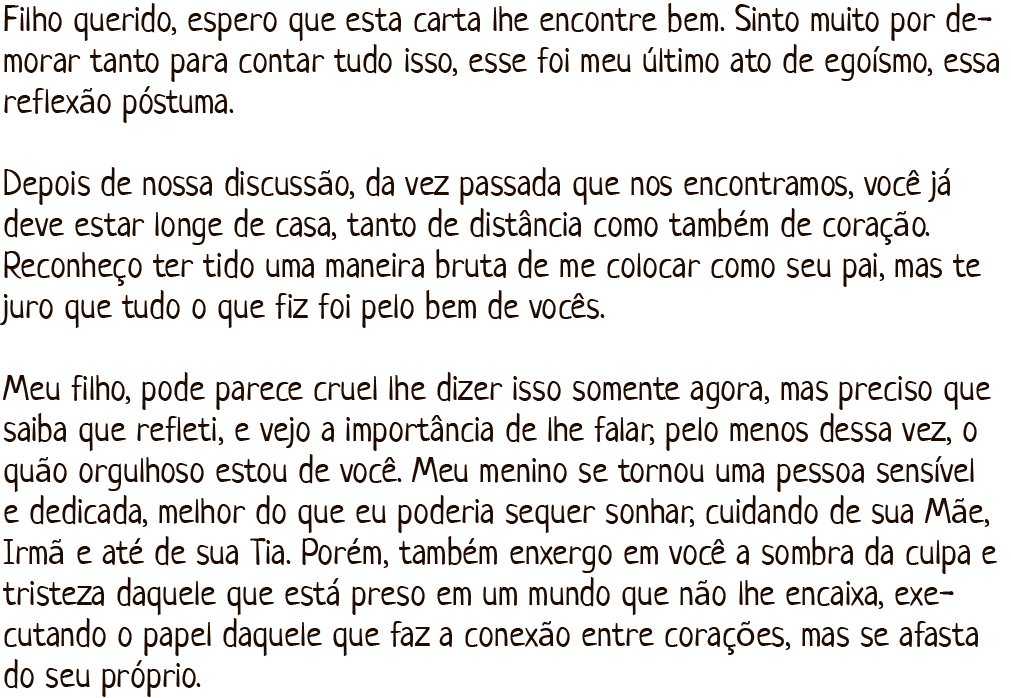 Filho querido, espero que esta carta lhe encontre bem. Sinto muito por de-
morar tanto para contar tudo isso, esse foi meu último ato de egoísmo, essa
reflexão póstuma.

Depois de nossa discussão, da vez passada que nos encontramos, você já
deve estar longe de casa, tanto de distância como também de coração.
Reconheço ter tido uma maneira bruta de me colocar como seu pai, mas te
juro que tudo o que fiz foi pelo bem de vocês.

Meu filho, pode parece cruel lhe dizer isso somente agora, mas preciso que
saiba que refleti, e vejo a importância de lhe falar, pelo menos dessa vez, o
quão orgulhoso estou de você. Meu menino se tornou uma pessoa sensível
e dedicada, melhor do que eu poderia sequer sonhar, cuidando de sua Mãe,
Irmã e até de sua Tia. Porém, também enxergo em você a sombra da culpa e
tristeza daquele que está preso em um mundo que não lhe encaixa, exe-
cutando o papel daquele que faz a conexão entre corações, mas se afasta
do seu próprio.